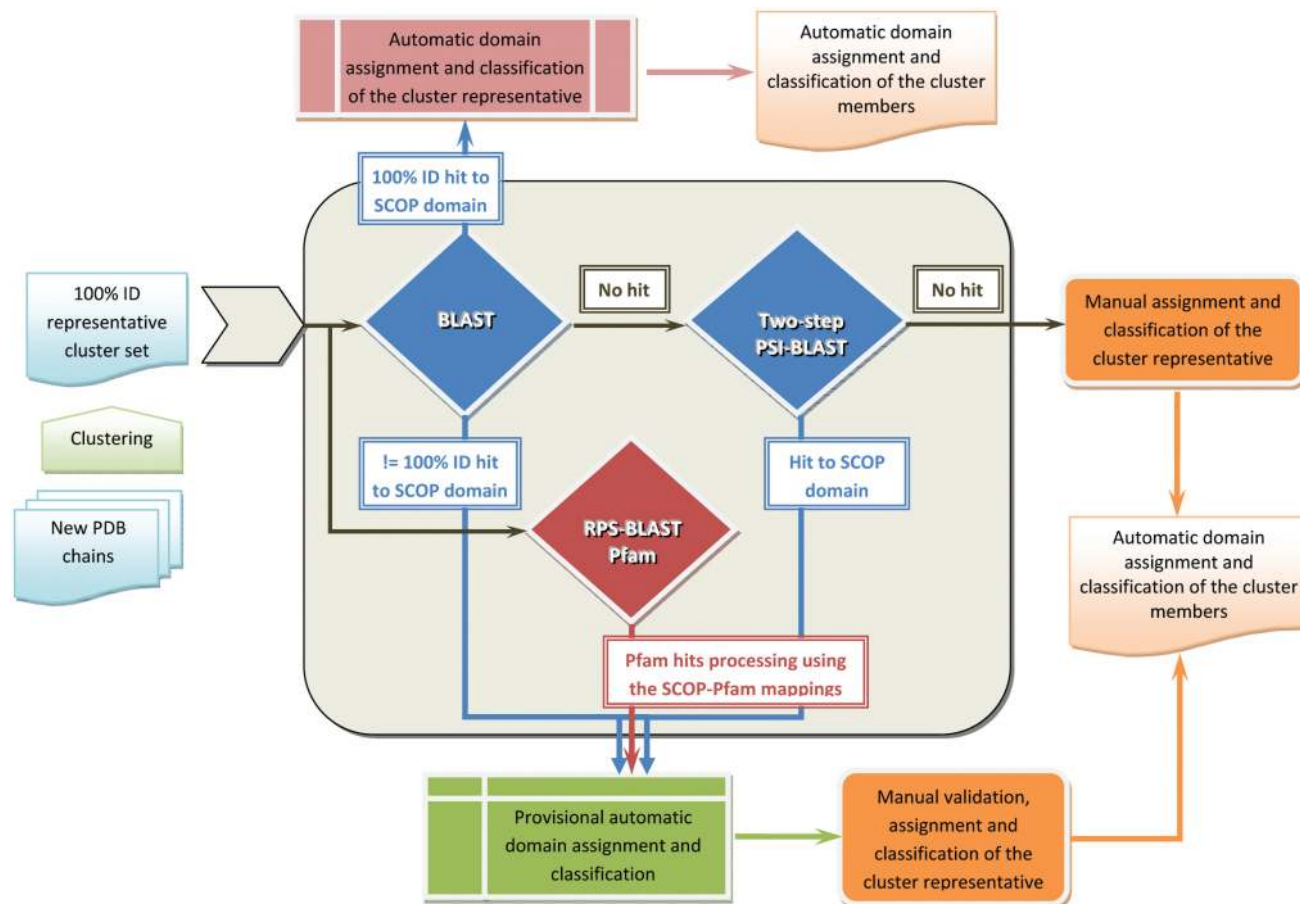 Automatic domain
assignment and classification
of the cluster representative
Automatic domain
assignment and
classification of the cluster
members
100% ID hit to
SCOP domain
100% ID
representative
cluster set
BLAST
No hit
Two-step
PSI-BLAST
No hit
Manual assignment and
classification of the
cluster representative
Clustering
New PDB
chains
!= 100% ID hit
to SCOP domain
Hit to SCOP
domain
RPS-BLAST
Pfam
Automatic domain
assignment and
classification of the cluster
members
Pfam hits processing using
the SCOP-Pfam mappings
Provisional automatic
domain assignment and
classification
Manual validation,
assignment and
classification of the
cluster representative